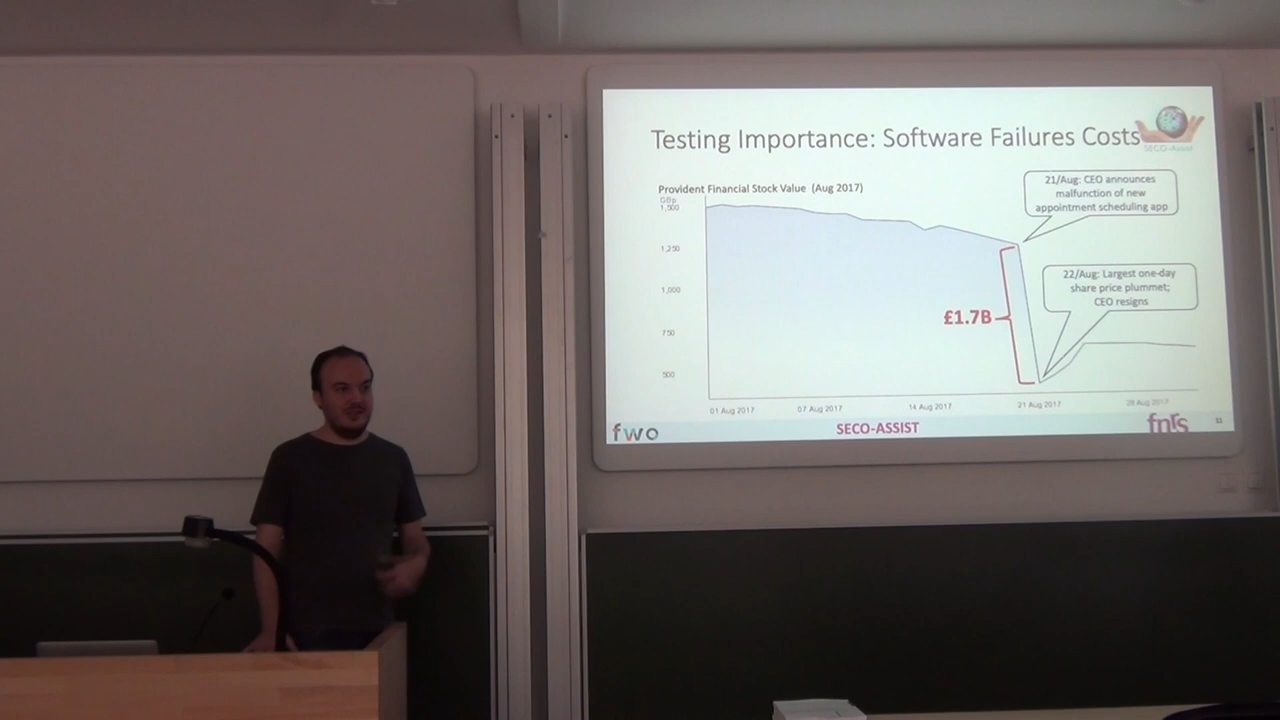 Testing Importance: Software Failures Costs
SECO-Assist
Provident Financial Stock Value (Aug 2017)
GBp
1,500
1,250
1,000
750
500
21/Aug: CEO announces
malfunction of new
appointment scheduling app
22/Aug: Largest one-day
share price plummet;
CEO resigns
£1.7B
01 Aug 2017
07 Aug 2017
14 Aug 2017
21 Aug 2017
28 Aug 2017
fwo
SECO-ASSIST
fnrs